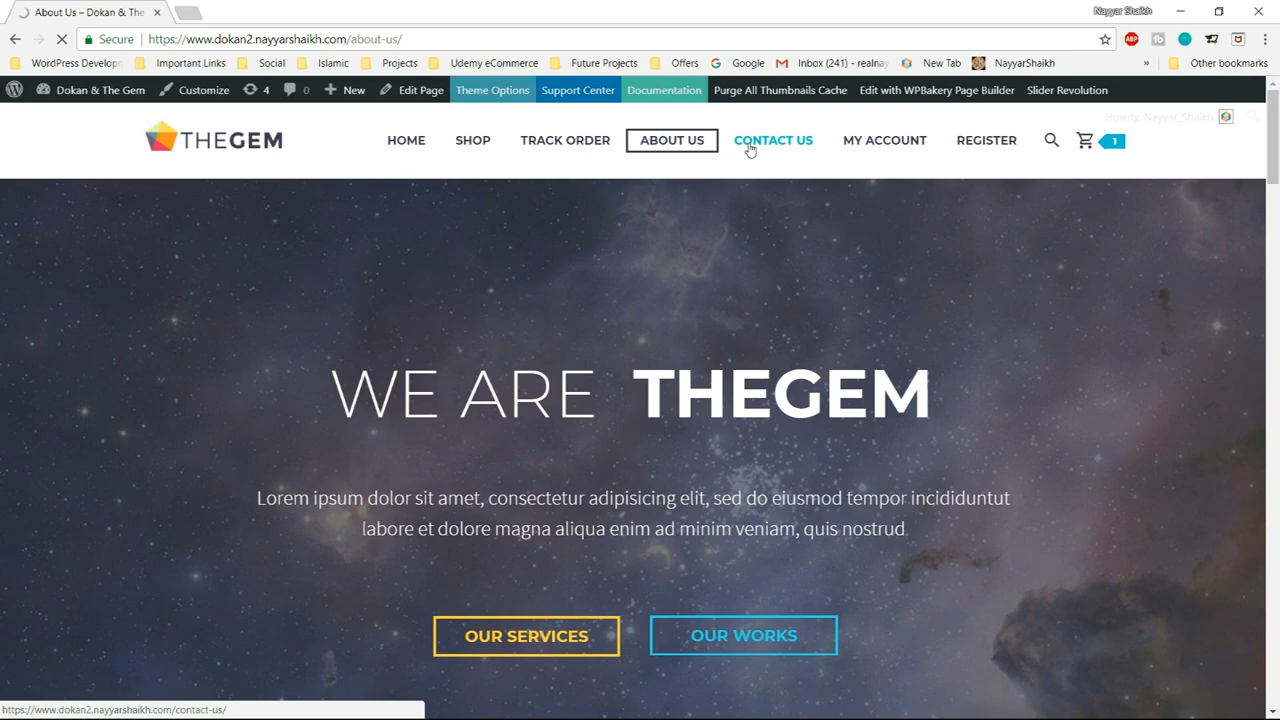 About Us – Dokan & The
Nayyar Shaikh
Secure
https://www.dokan2.nayyarshaikh.com/about-us/
ABP
WordPress Develop
Important Links
Social
Islamic
Projects
Udemy eCommerce
Future Projects
Offers
Google
Inbox (241) - realnay
New Tab
NayyarShaikh
»
Other bookmarks
Dokan & The Gem
Customize
4
0
New
Edit Page
Theme Options
Support Center
Documentation
Purge All Thumbnails Cache
Edit with WPBakery Page Builder
Slider Revolution
Howdy, Nayyar_Shaikh
THEGEM
HOME
SHOP
TRACK ORDER
ABOUT US
CONTACT US
MY ACCOUNT
REGISTER
1
WE ARE THEGEM
Lorem ipsum dolor sit amet, consectetur adipisicing elit, sed do eiusmod tempor incididuntut
labore et dolore magna aliqua enim ad minim veniam, quis nostrud
OUR SERVICES
OUR WORKS
https://www.dokan2.nayyarshaikh.com/contact-us/